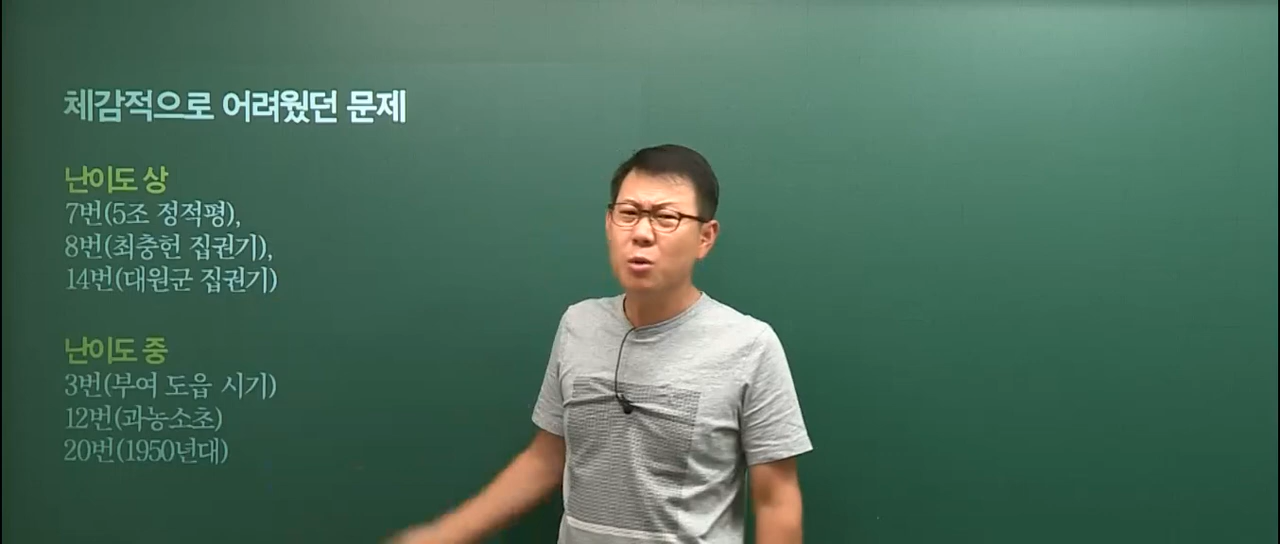 체감적으로 어려웠던 문제
난이도 상
7번(5조 정적평),
8번(최충헌 집권기),
14번(대원군 집권기)
난이도 중
3번(부여 도읍 시기)
12번(과농소초)
20번(1950년대)